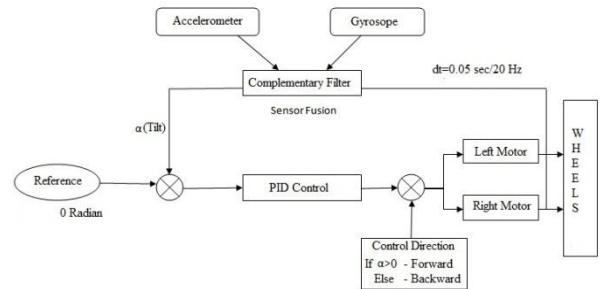 Accelerometer
Gyrosope
Complementary Filter
dt=0.05 sec/20 Hz
Sensor Fusion
α(Tilt)
Reference
0 Radian
PID Control
Left Motor
Right Motor
W
H
E
E
L
S
Control Direction
If α>0 - Forward
Else - Backward